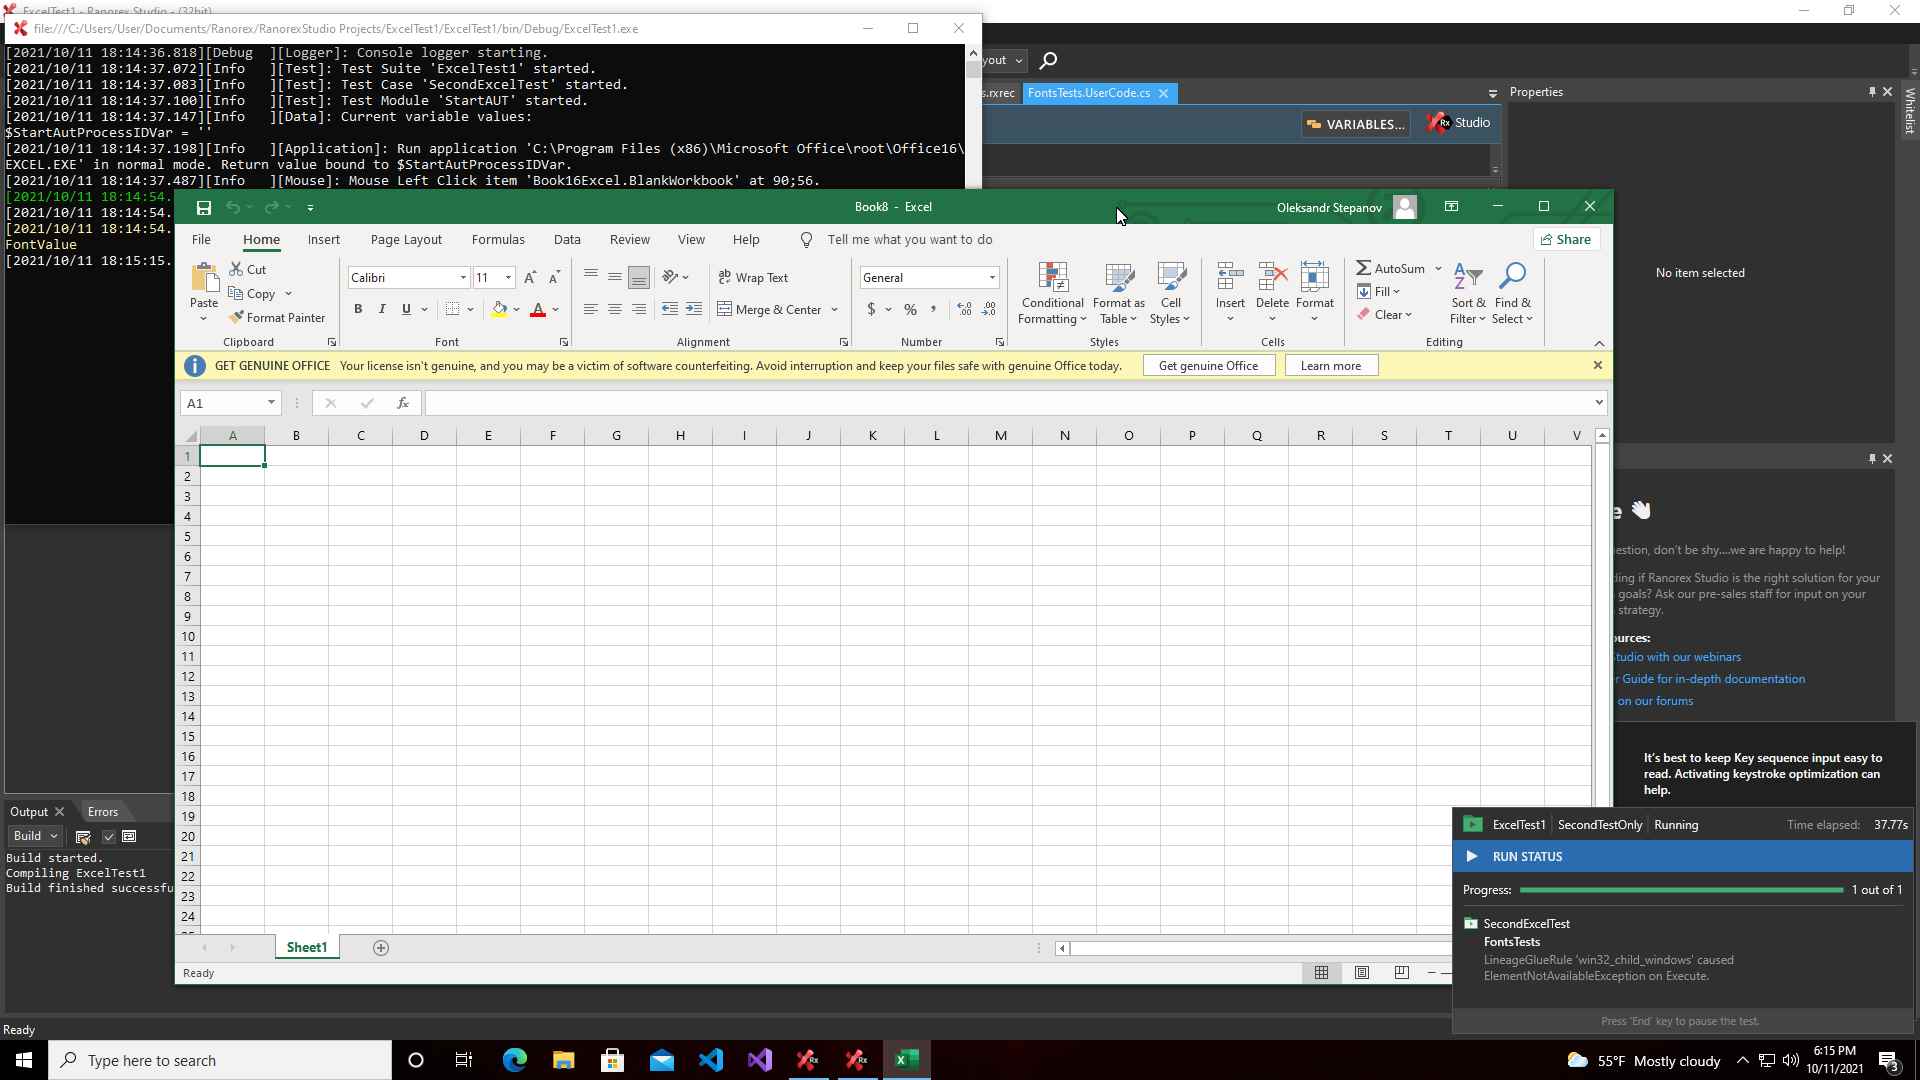 ExcelTest1 - Ranorex Studio - (32bit)
file:///C:/Users/User/Documents/Ranorex/RanorexStudio Projects/ExcelTest1/ExcelTest1/bin/Debug/ExcelTest1.exe
[2021/10/11 18:14:36.818][Debug  ][Logger]: Console logger starting.
[2021/10/11 18:14:37.072][Info   ][Test]: Test Suite 'ExcelTest1' started.
[2021/10/11 18:14:37.083][Info   ][Test]: Test Case 'SecondExcelTest' started.
[2021/10/11 18:14:37.100][Info   ][Test]: Test Module 'StartAUT' started.
[2021/10/11 18:14:37.147][Info   ][Data]: Current variable values:
$StartAutProcessIDVar = ''
[2021/10/11 18:14:37.198][Info   ][Application]: Run application 'C:\Program Files (x86)\Microsoft Office\root\Office16\
EXCEL.EXE' in normal mode. Return value bound to $StartAutProcessIDVar.
[2021/10/11 18:14:37.487][Info   ][Mouse]: Mouse Left Click item 'Book16Excel.BlankWorkbook' at 90;56.
[2021/10/11 18:14:54.
[2021/10/11 18:14:54.
[2021/10/11 18:14:54.
FontValue
[2021/10/11 18:15:15.
yout
s.rxrec FontsTests.UserCode.cs
VARIABLES... Rx Studio
Properties
Whitelist
No item selected
Book8 - Excel
Oleksandr Stepanov
File Home Insert Page Layout Formulas Data Review View Help Tell me what you want to do Share
Paste
Cut
Copy
Format Painter
Clipboard
Calibri 11
B I U
Font
Wrap Text
Merge & Center
Alignment
General
$ % ,
Number
Conditional Formatting
Format as Table
Cell Styles
Styles
Insert Delete Format
Cells
AutoSum
Fill
Clear
Sort & Filter
Find & Select
Editing
GET GENUINE OFFICE Your license isn't genuine, and you may be a victim of software counterfeiting. Avoid interruption and keep your files safe with genuine Office today. Get genuine Office Learn more
A1 fx
A B C D E F G H I J K L M N O P Q R S T U V
1
2
3
4
5
6
7
8
9
10
11
12
13
14
15
16
17
18
19
20
21
22
23
24
Sheet1
Ready
e
estion, don't be shy....we are happy to help!
ding if Ranorex Studio is the right solution for your
goals? Ask our pre-sales staff for input on your
strategy.
ources:
Studio with our webinars
r Guide for in-depth documentation
on our forums
It's best to keep Key sequence input easy to
read. Activating keystroke optimization can
help.
ExcelTest1 SecondTestOnly Running Time elapsed: 37.77s
RUN STATUS
Progress: 1 out of 1
SecondExcelTest
FontsTests
LineageGlueRule 'win32_child_windows' caused
ElementNotAvailableException on Execute.
Press 'End' key to pause the test.
Output Errors
Build
Build started.
Compiling ExcelTest1
Build finished successfu
Ready
Type here to search
55°F Mostly cloudy
6:15 PM
10/11/2021
3